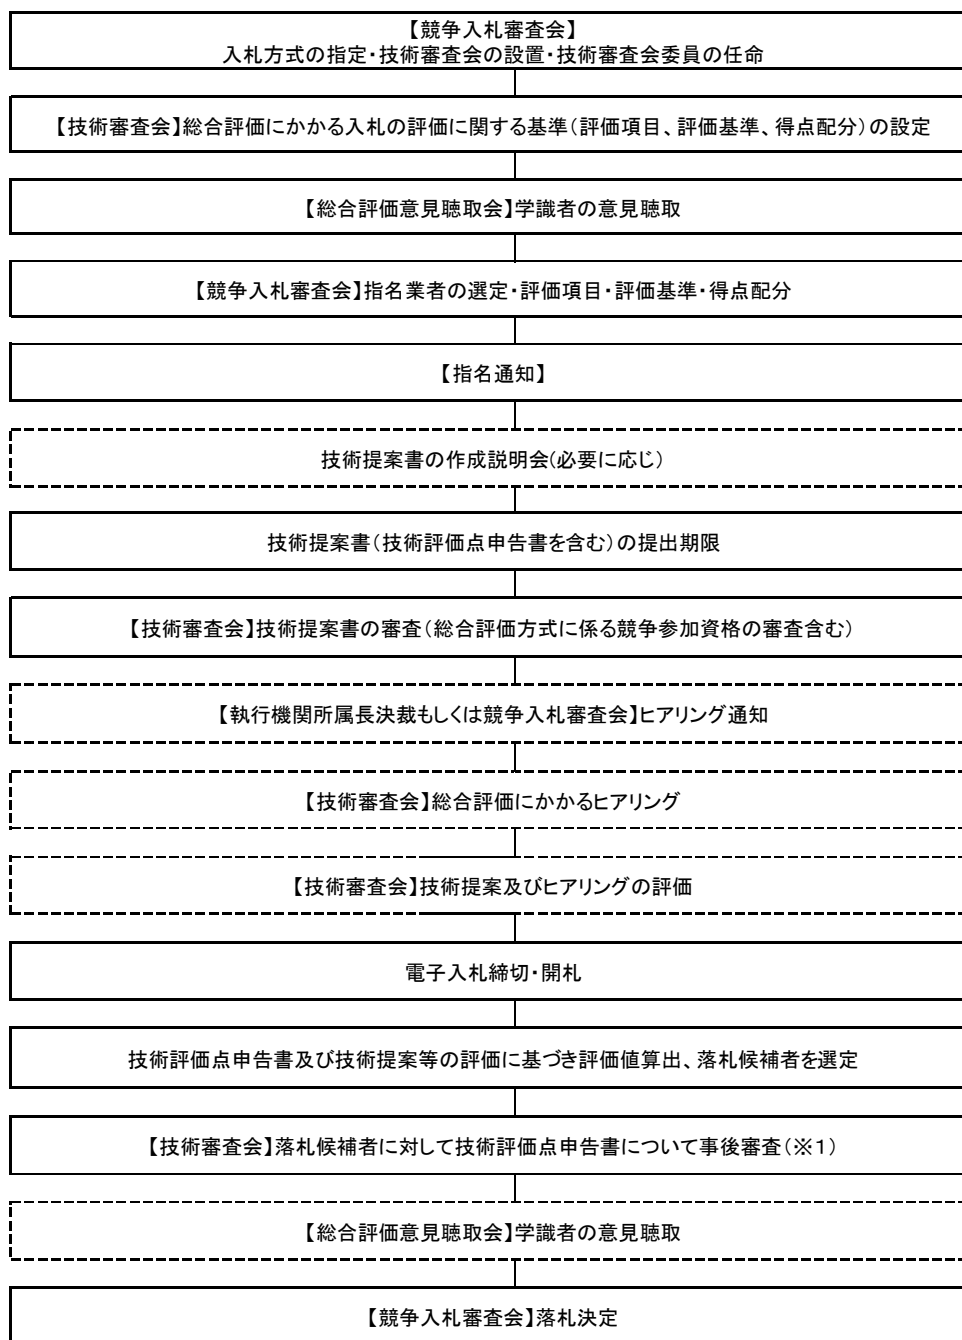 【競争入札審査会】
入札方式の指定・技術審査会の設置・技術審査会委員の任命
【技術審査会】総合評価にかかる入札の評価に関する基準（評価項目、評価基準、得点配分）の設定
【総合評価意見聴取会】学識者の意見聴取
【競争入札審査会】指名業者の選定・評価項目・評価基準・得点配分
【指名通知】
技術提案書の作成説明会(必要に応じ）
技術提案書（技術評価点申告書を含む）の提出期限
【技術審査会】技術提案書の審査（総合評価方式に係る競争参加資格の審査含む）
【執行機関所属長決裁もしくは競争入札審査会】ヒアリング通知
【技術審査会】総合評価にかかるヒアリング
【技術審査会】技術提案及びヒアリングの評価
電子入札締切・開札
技術評価点申告書及び技術提案等の評価に基づき評価値算出、落札候補者を選定
【技術審査会】落札候補者に対して技術評価点申告書について事後審査（※１）
【総合評価意見聴取会】学識者の意見聴取
【競争入札審査会】落札決定